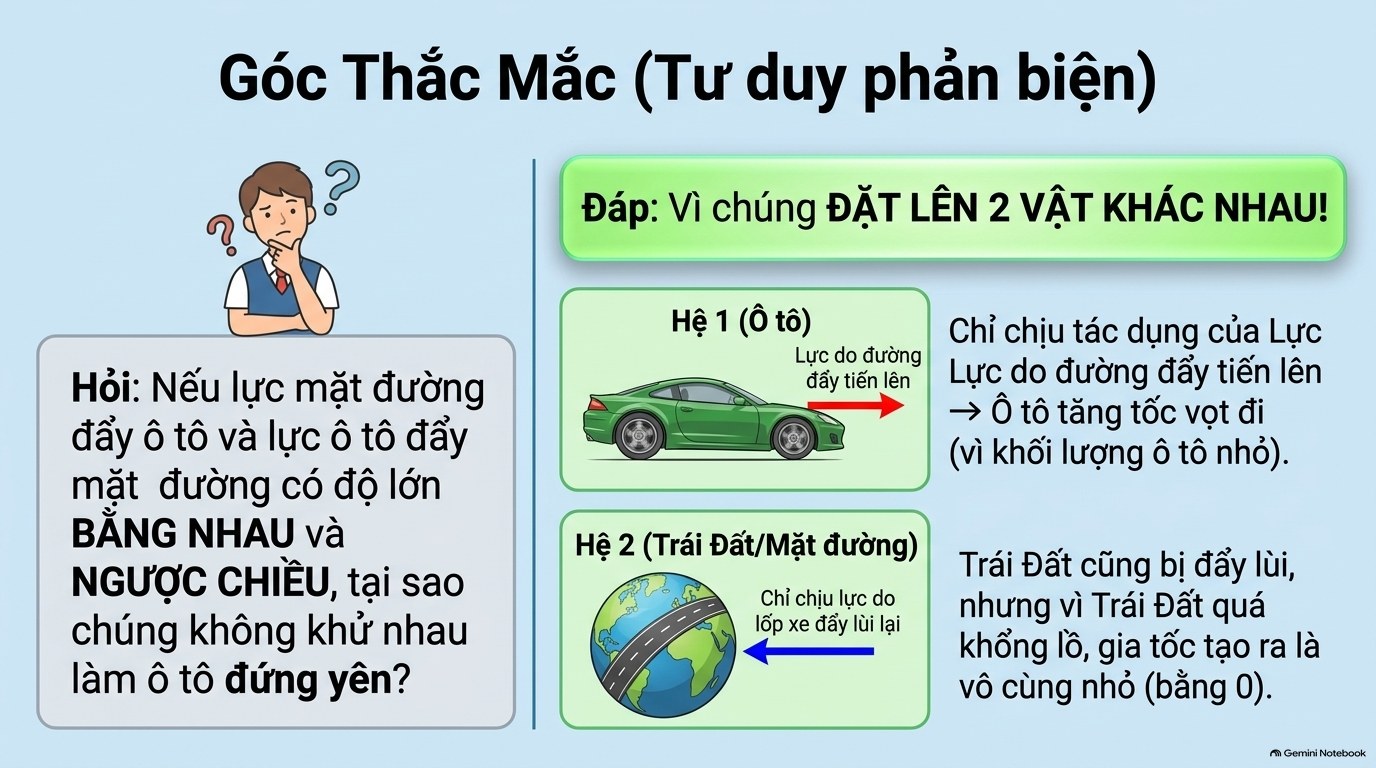 Góc Thắc Mắc (Tư duy phản biện)
Hỏi: Nếu lực mặt đường
đẩy ô tô và lực ô tô đẩy
mặt đường có độ lớn
BẰNG NHAU và
NGƯỢC CHIỀU, tại sao
chúng không khử nhau
làm ô tô đứng yên?
Đáp: Vì chúng ĐẶT LÊN 2 VẬT KHÁC NHAU!
Hệ 1 (Ô tô)
Lực do đường
đẩy tiến lên
Chỉ chịu tác dụng của Lực
Lực do đường đẩy tiến lên
→ Ô tô tăng tốc vọt đi
(vì khối lượng ô tô nhỏ).
Hệ 2 (Trái Đất/Mặt đường)
Chỉ chịu lực do
lốp xe đẩy lùi lại
Trái Đất cũng bị đẩy lùi,
nhưng vì Trái Đất quá
khổng lồ, gia tốc tạo ra là
vô cùng nhỏ (bằng 0).
Gemini Notebook